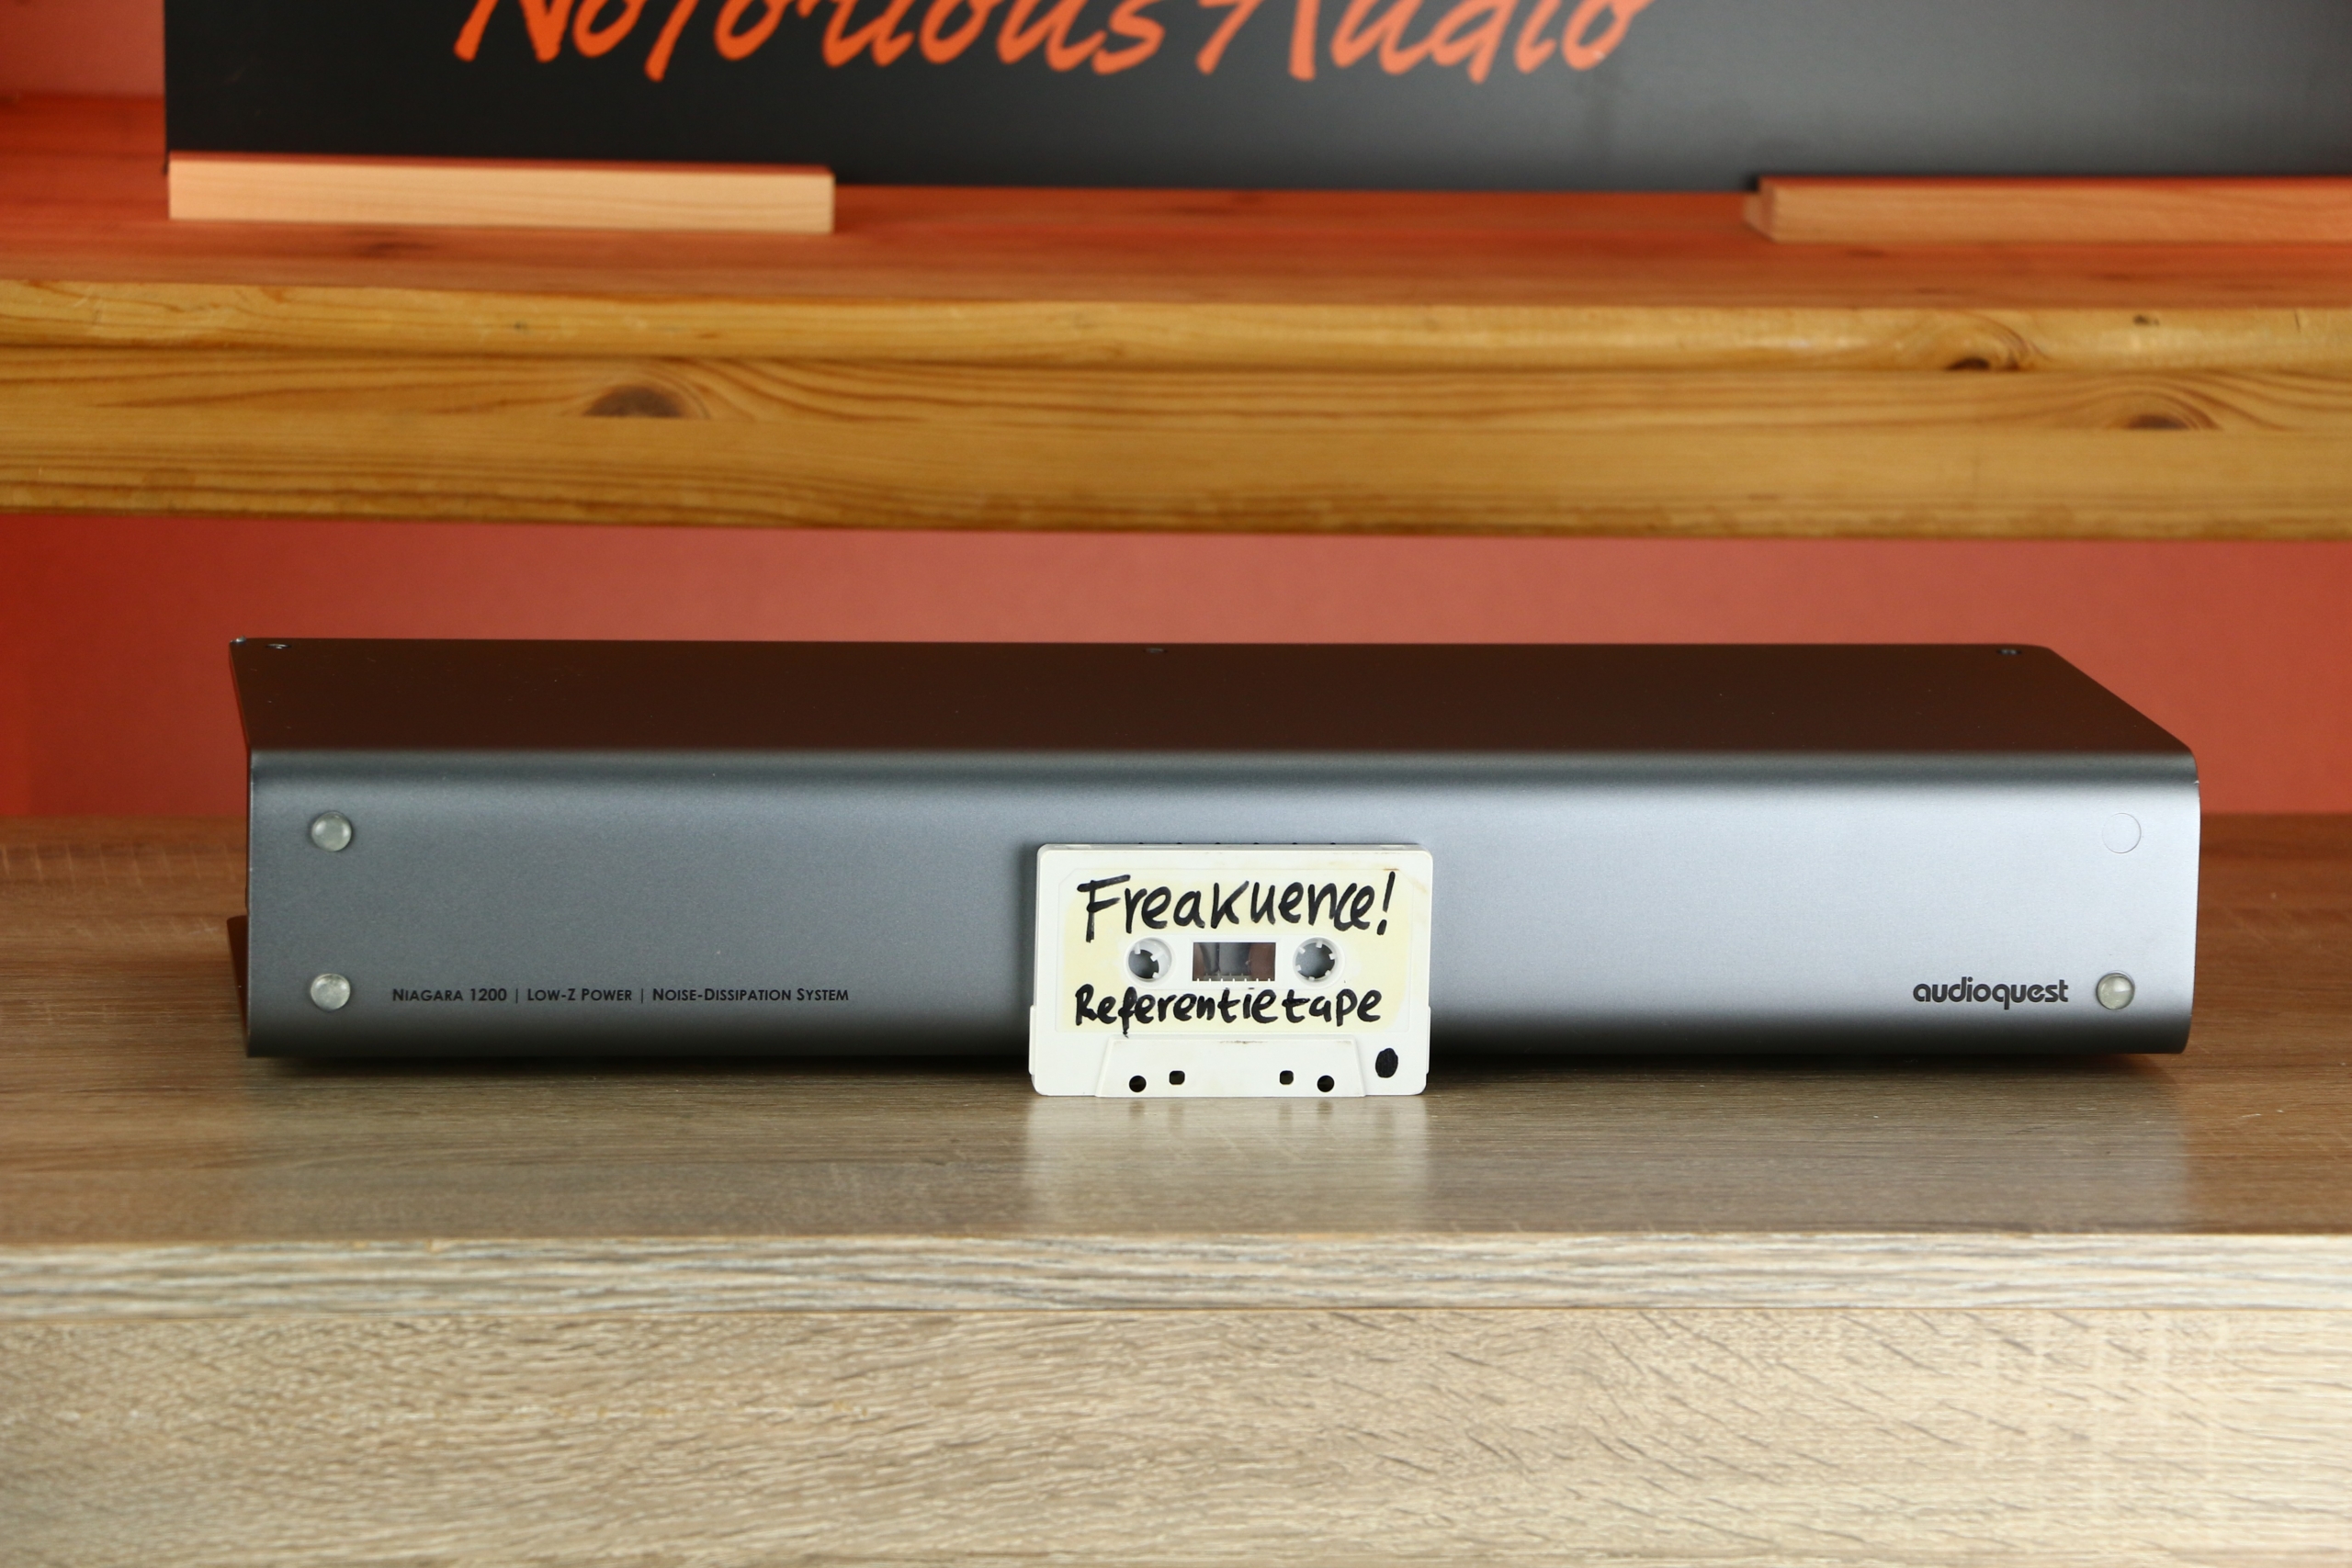 Notorious Audio
Freakuence!
Referentietape
Niagara 1200 | Low-Z Power | Noise-Dissipation System
audioquest